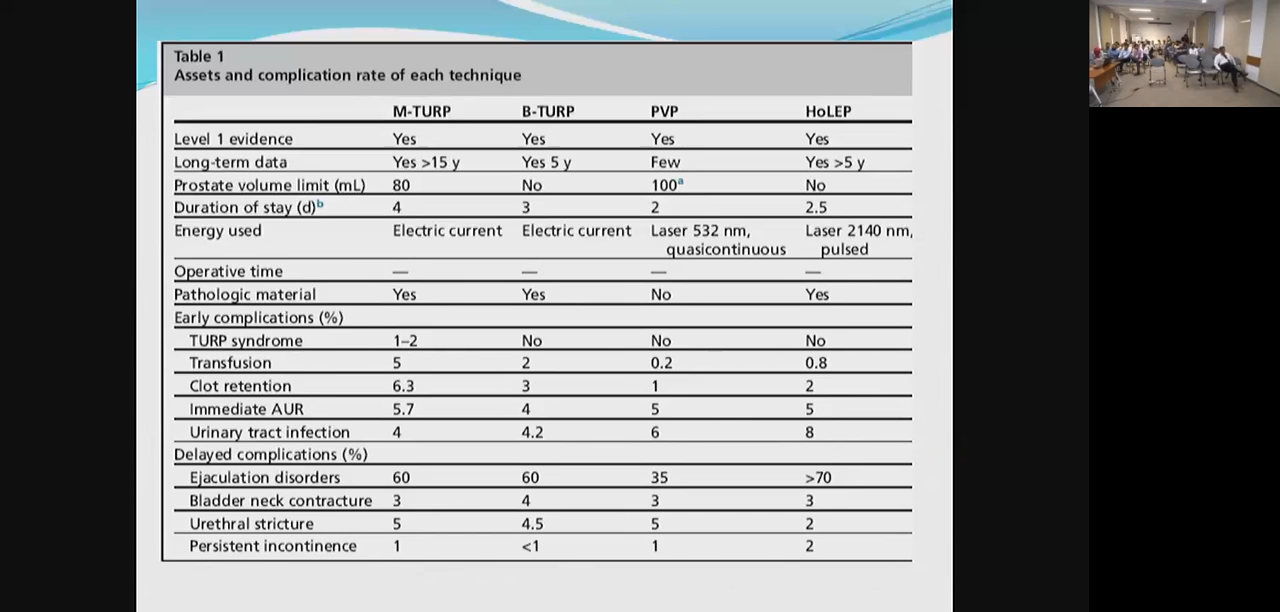 Table 1
Assets and complication rate of each technique
M-TURP B-TURP PVP HoLEP
Level 1 evidence Yes Yes Yes Yes
Long-term data Yes >15 y Yes 5 y Few Yes >5 y
Prostate volume limit (mL) 80 No 100a No
Duration of stay (d)b 4 3 2 2.5
Energy used Electric current Electric current Laser 532 nm, Laser 2140 nm,
quasicontinuous pulsed
Operative time — — — —
Pathologic material Yes Yes No Yes
Early complications (%)
TURP syndrome 1–2 No No No
Transfusion 5 2 0.2 0.8
Clot retention 6.3 3 1 2
Immediate AUR 5.7 4 5 5
Urinary tract infection 4 4.2 6 8
Delayed complications (%)
Ejaculation disorders 60 60 35 >70
Bladder neck contracture 3 4 3 3
Urethral stricture 5 4.5 5 2
Persistent incontinence 1 <1 1 2